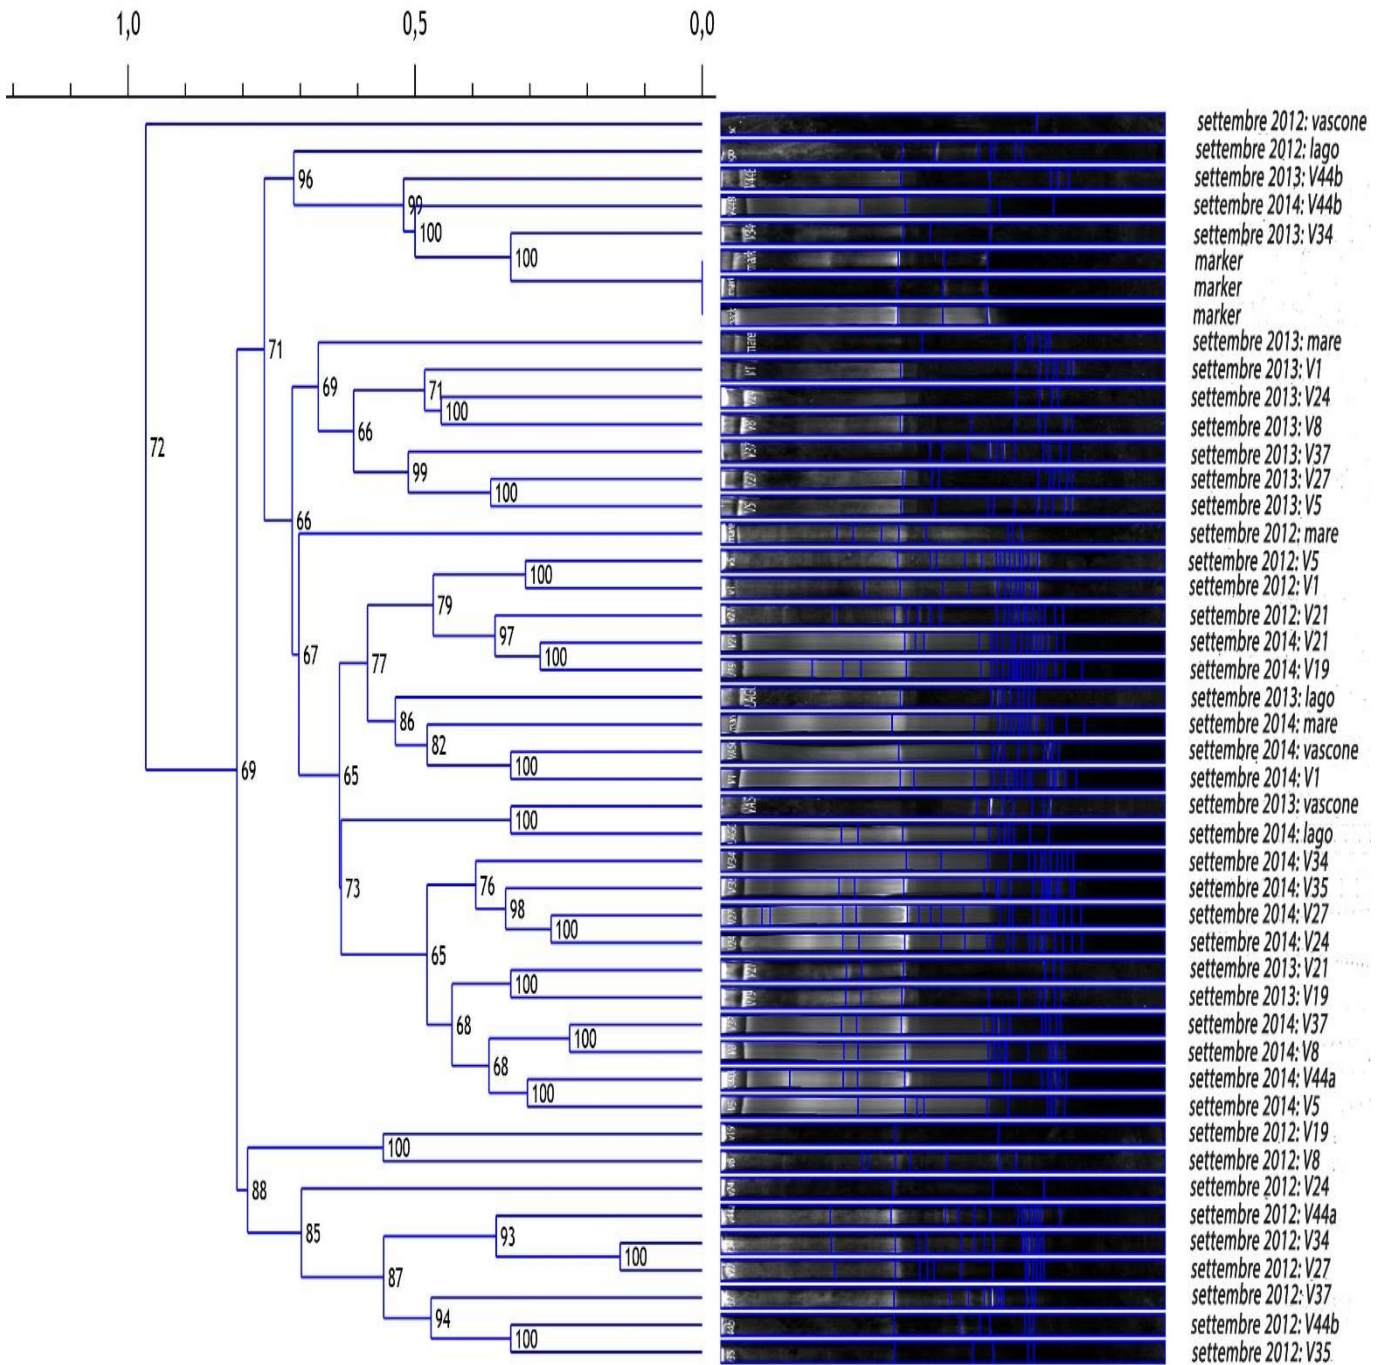 1,0 0,5 0,0
settembre 2012: vascone
settembre 2012: lago
96 settembre 2013: V44b
99 settembre 2014: V44b
100 settembre 2013: V34
100 marker
marker
marker
71 settembre 2013: mare
69 71 settembre 2013: V1
settembre 2013: V24
100 settembre 2013: V8
72 66 settembre 2013: V37
99 settembre 2013: V27
100 settembre 2013: V5
66 settembre 2012: mare
settembre 2012: V5
100 settembre 2012: V1
79 settembre 2012: V21
97 settembre 2014: V21
67 77 100 settembre 2014: V19
settembre 2013: lago
86 settembre 2014: mare
82 settembre 2014: vascone
69 65 100 settembre 2014: V1
settembre 2013: vascone
100 settembre 2014: lago
settembre 2014: V34
73 76 settembre 2014: V35
98 settembre 2014: V27
100 settembre 2014: V24
65 settembre 2013: V21
100 settembre 2013: V19
68 settembre 2014: V37
100 settembre 2014: V8
68 settembre 2014: V44a
100 settembre 2014: V5
settembre 2012: V19
100 settembre 2012: V8
88 settembre 2012: V24
85 93 settembre 2012: V44a
settembre 2012: V34
100 settembre 2012: V27
87 settembre 2012: V37
94 settembre 2012: V44b
100 settembre 2012: V35